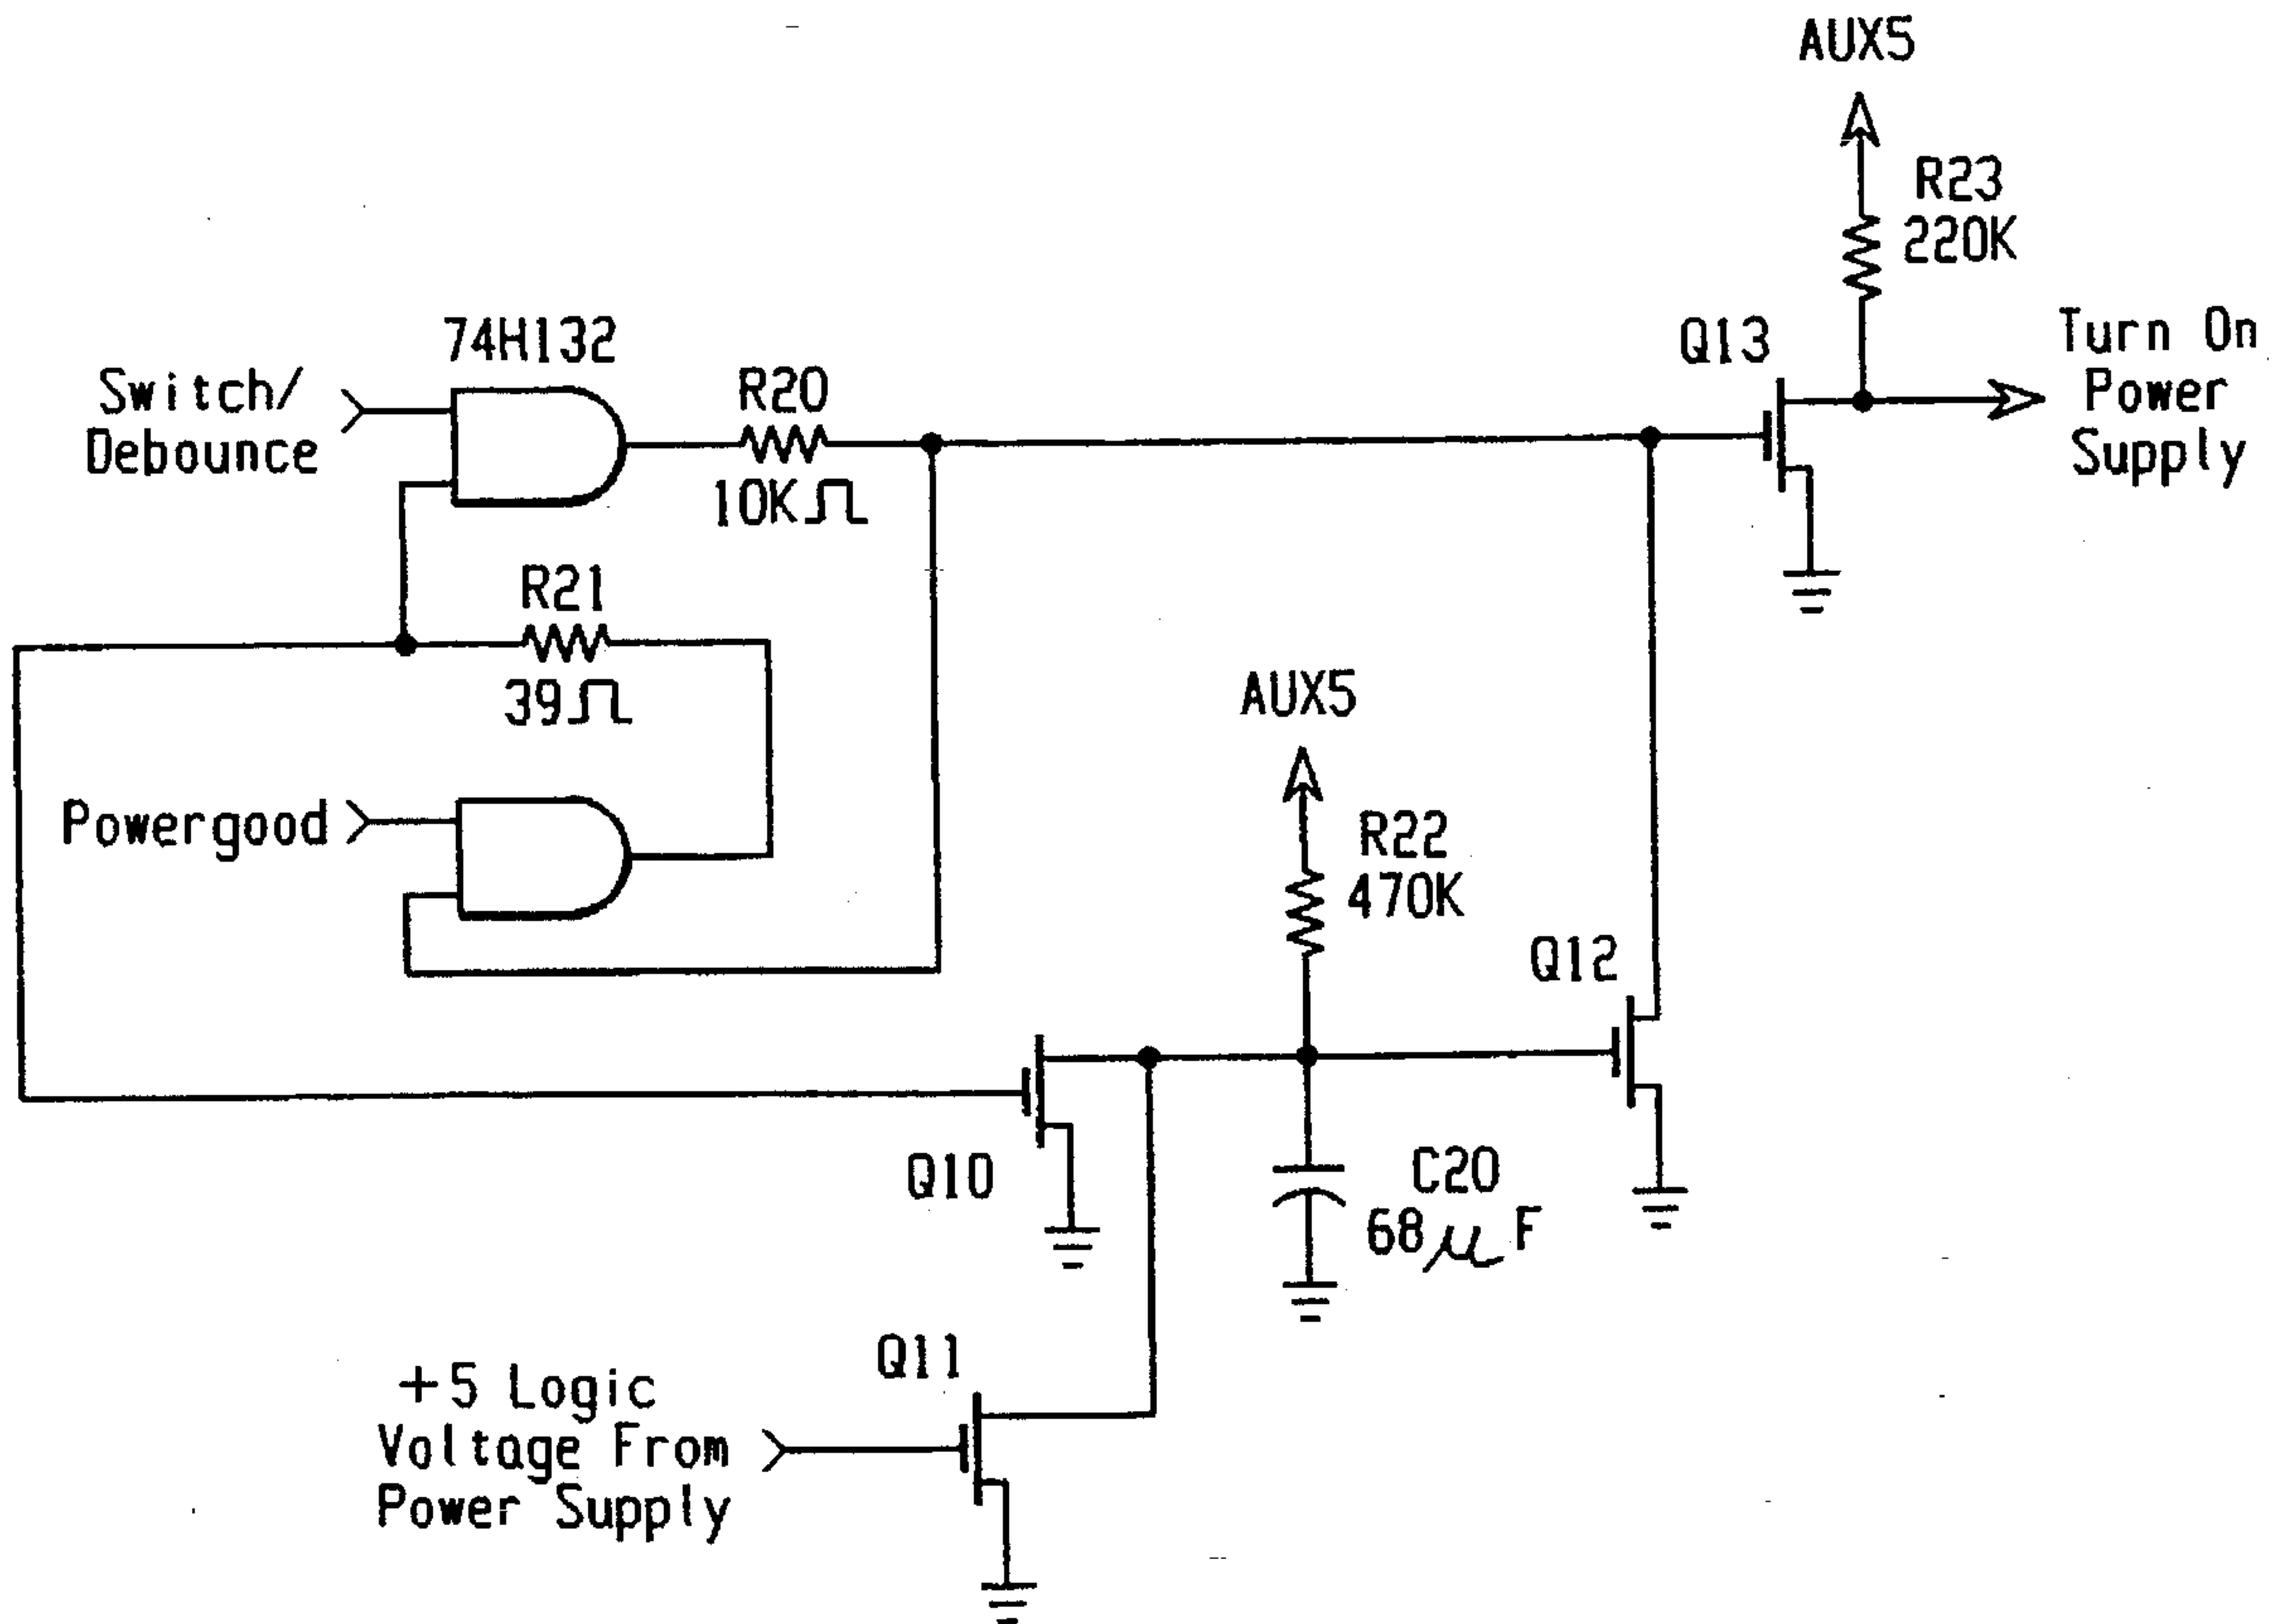 AUX5
R23
220K
Q13
Turn On
Power
Supply
74H132
Switch/
Debounce
R20
10KΩ
R21
39Ω
AUX5
Powergood
R22
470K
Q12
Q10
C20
68μF
Q11
+5 Logic
Voltage From
Power Supply